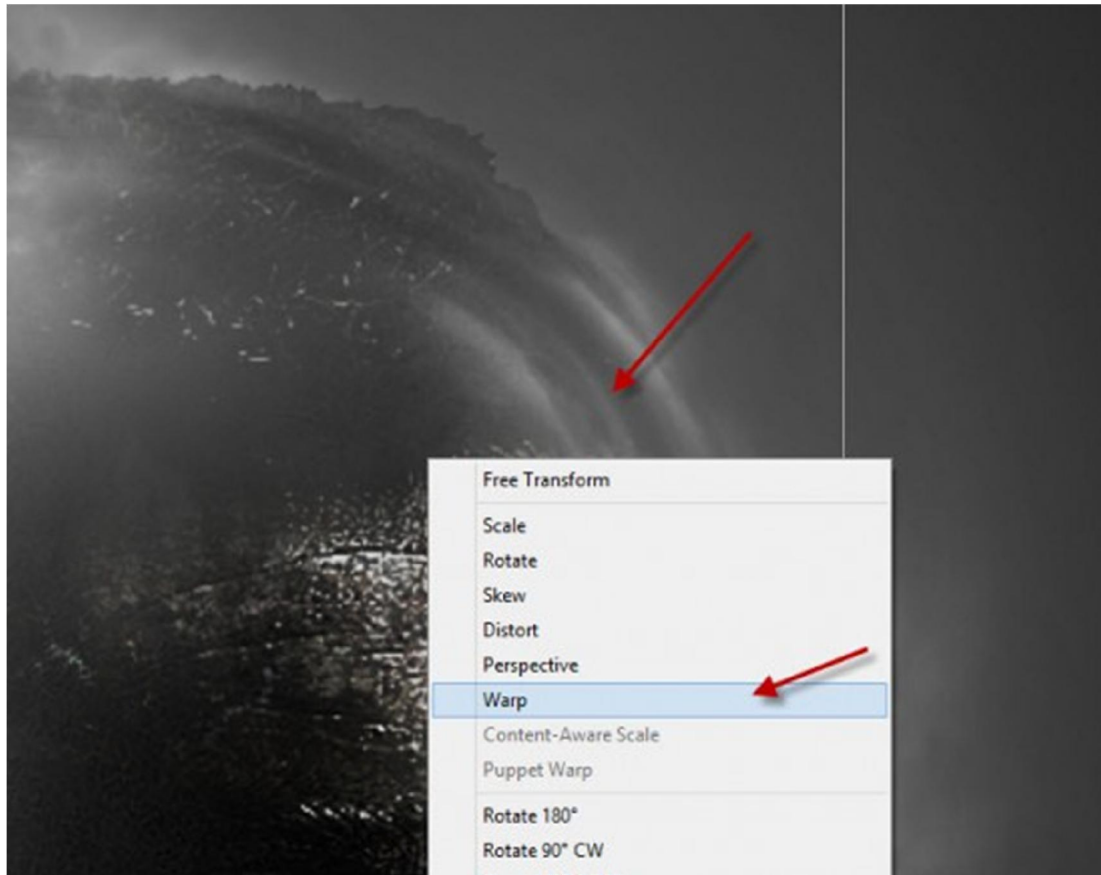 Free Transform
Scale
Rotate
Skew
Distort
Perspective
Warp
Content-Aware Scale
Puppet Warp
Rotate 180°
Rotate 90° CW